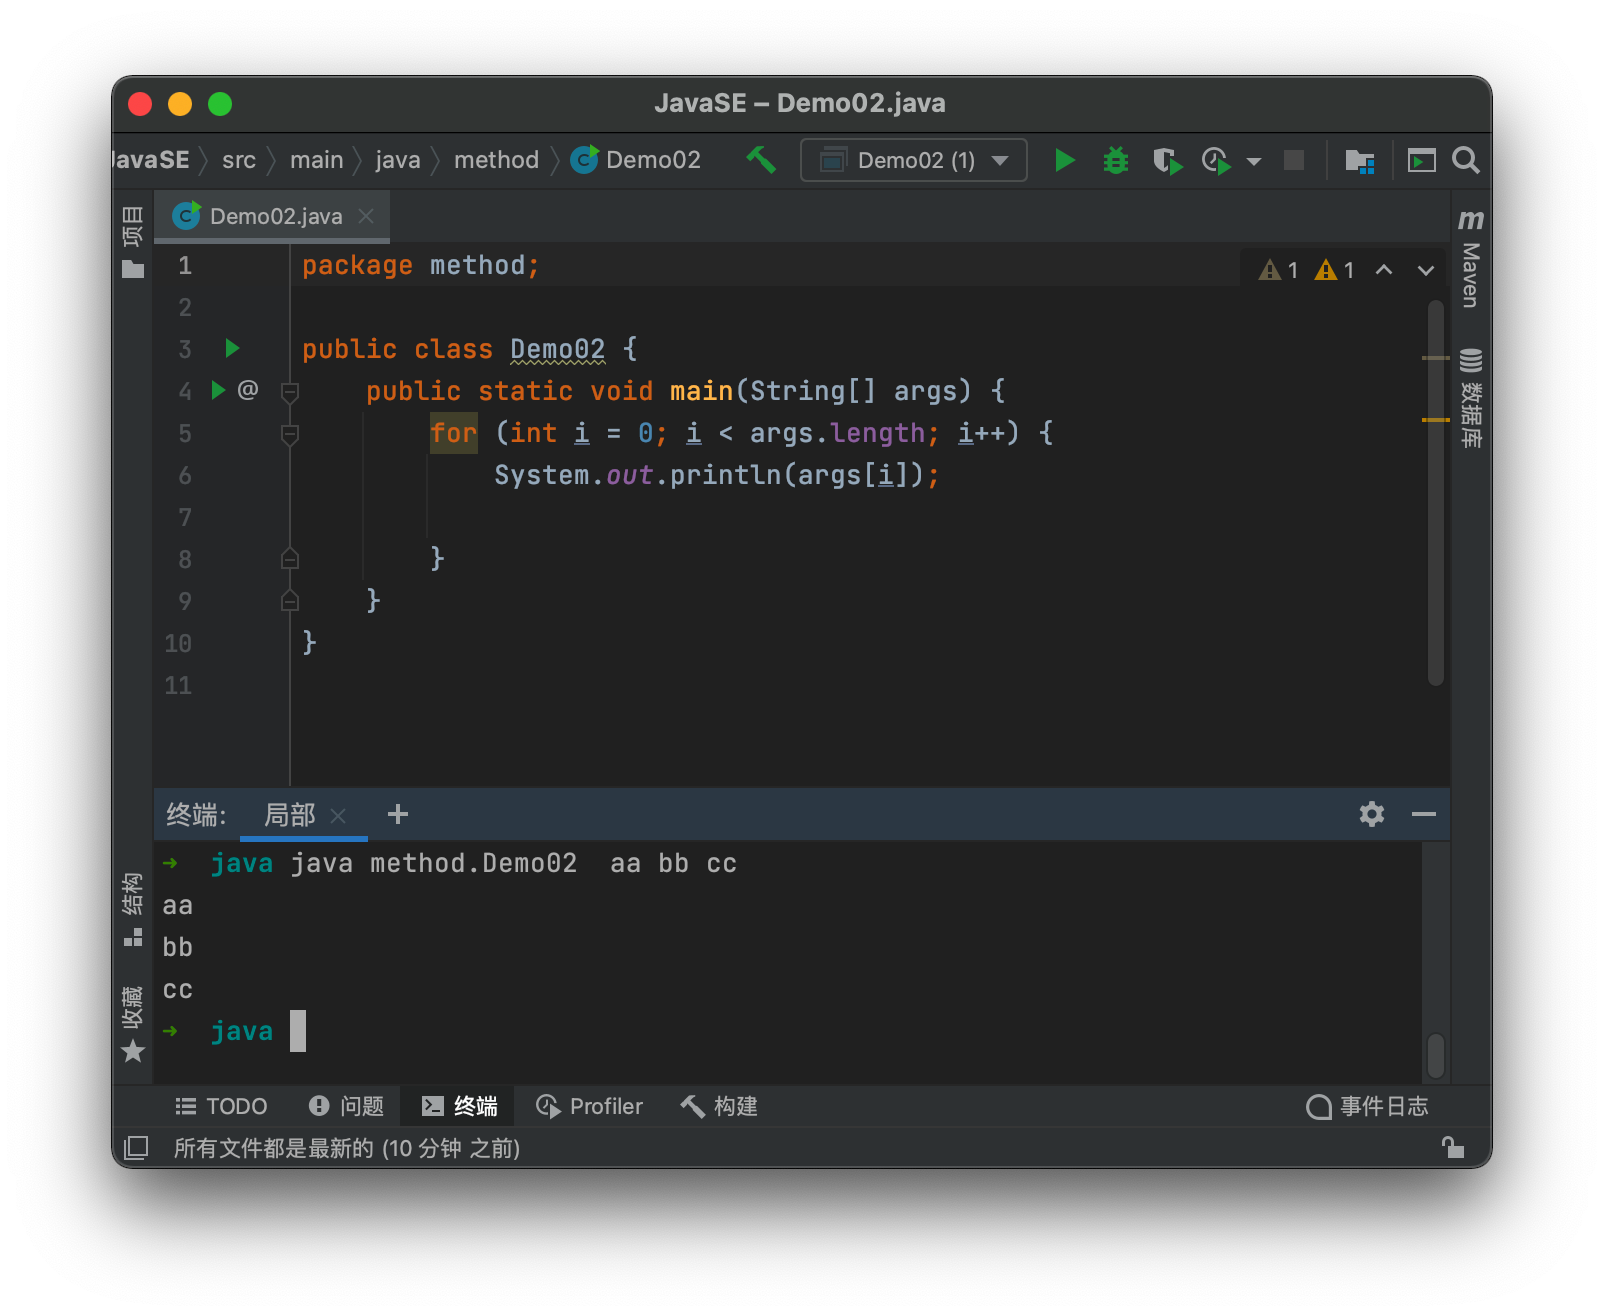 JavaSE – Demo02.java
JavaSE src main java method Demo02 Demo02 (1)
项目
Demo02.java
1 package method; 1 1
2
3 public class Demo02 {
4 @ public static void main(String[] args) {
5 for (int i = 0; i < args.length; i++) {
6 System.out.println(args[i]);
7
8 }
9 }
10 }
11
m Maven
数据库
终端: 局部
➜ java java method.Demo02  aa bb cc
aa
bb
cc
➜ java
结构
收藏
TODO 问题 终端 Profiler 构建 事件日志
所有文件都是最新的 (10 分钟 之前)